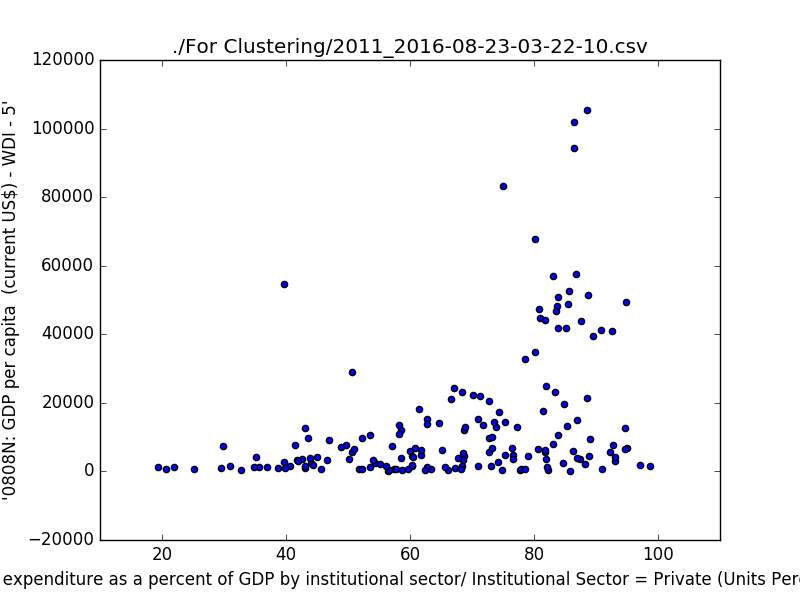 ./For Clustering/2011_2016-08-23-03-22-10.csv
120000
100000
80000
60000
40000
20000
0
−20000
'0808N: GDP per capita  (current US$) - WDI - 5'
20 40 60 80 100
expenditure as a percent of GDP by institutional sector/ Institutional Sector = Private (Units Per